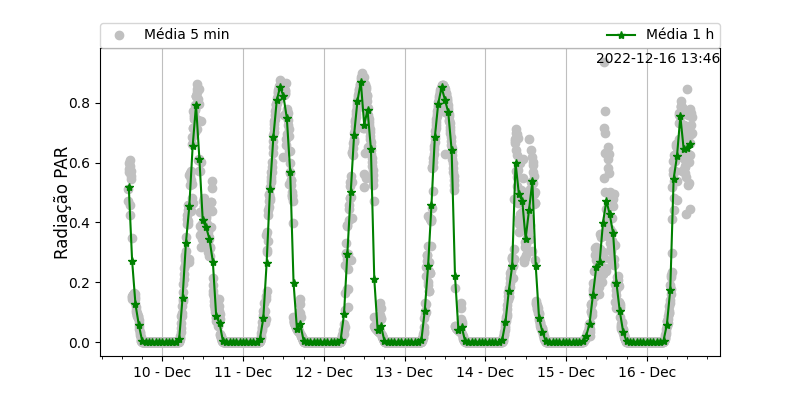 Média 5 min
Média 1 h
2022-12-16 13:46
Radiação PAR
0.8
0.6
0.4
0.2
0.0
10 - Dec
11 - Dec
12 - Dec
13 - Dec
14 - Dec
15 - Dec
16 - Dec